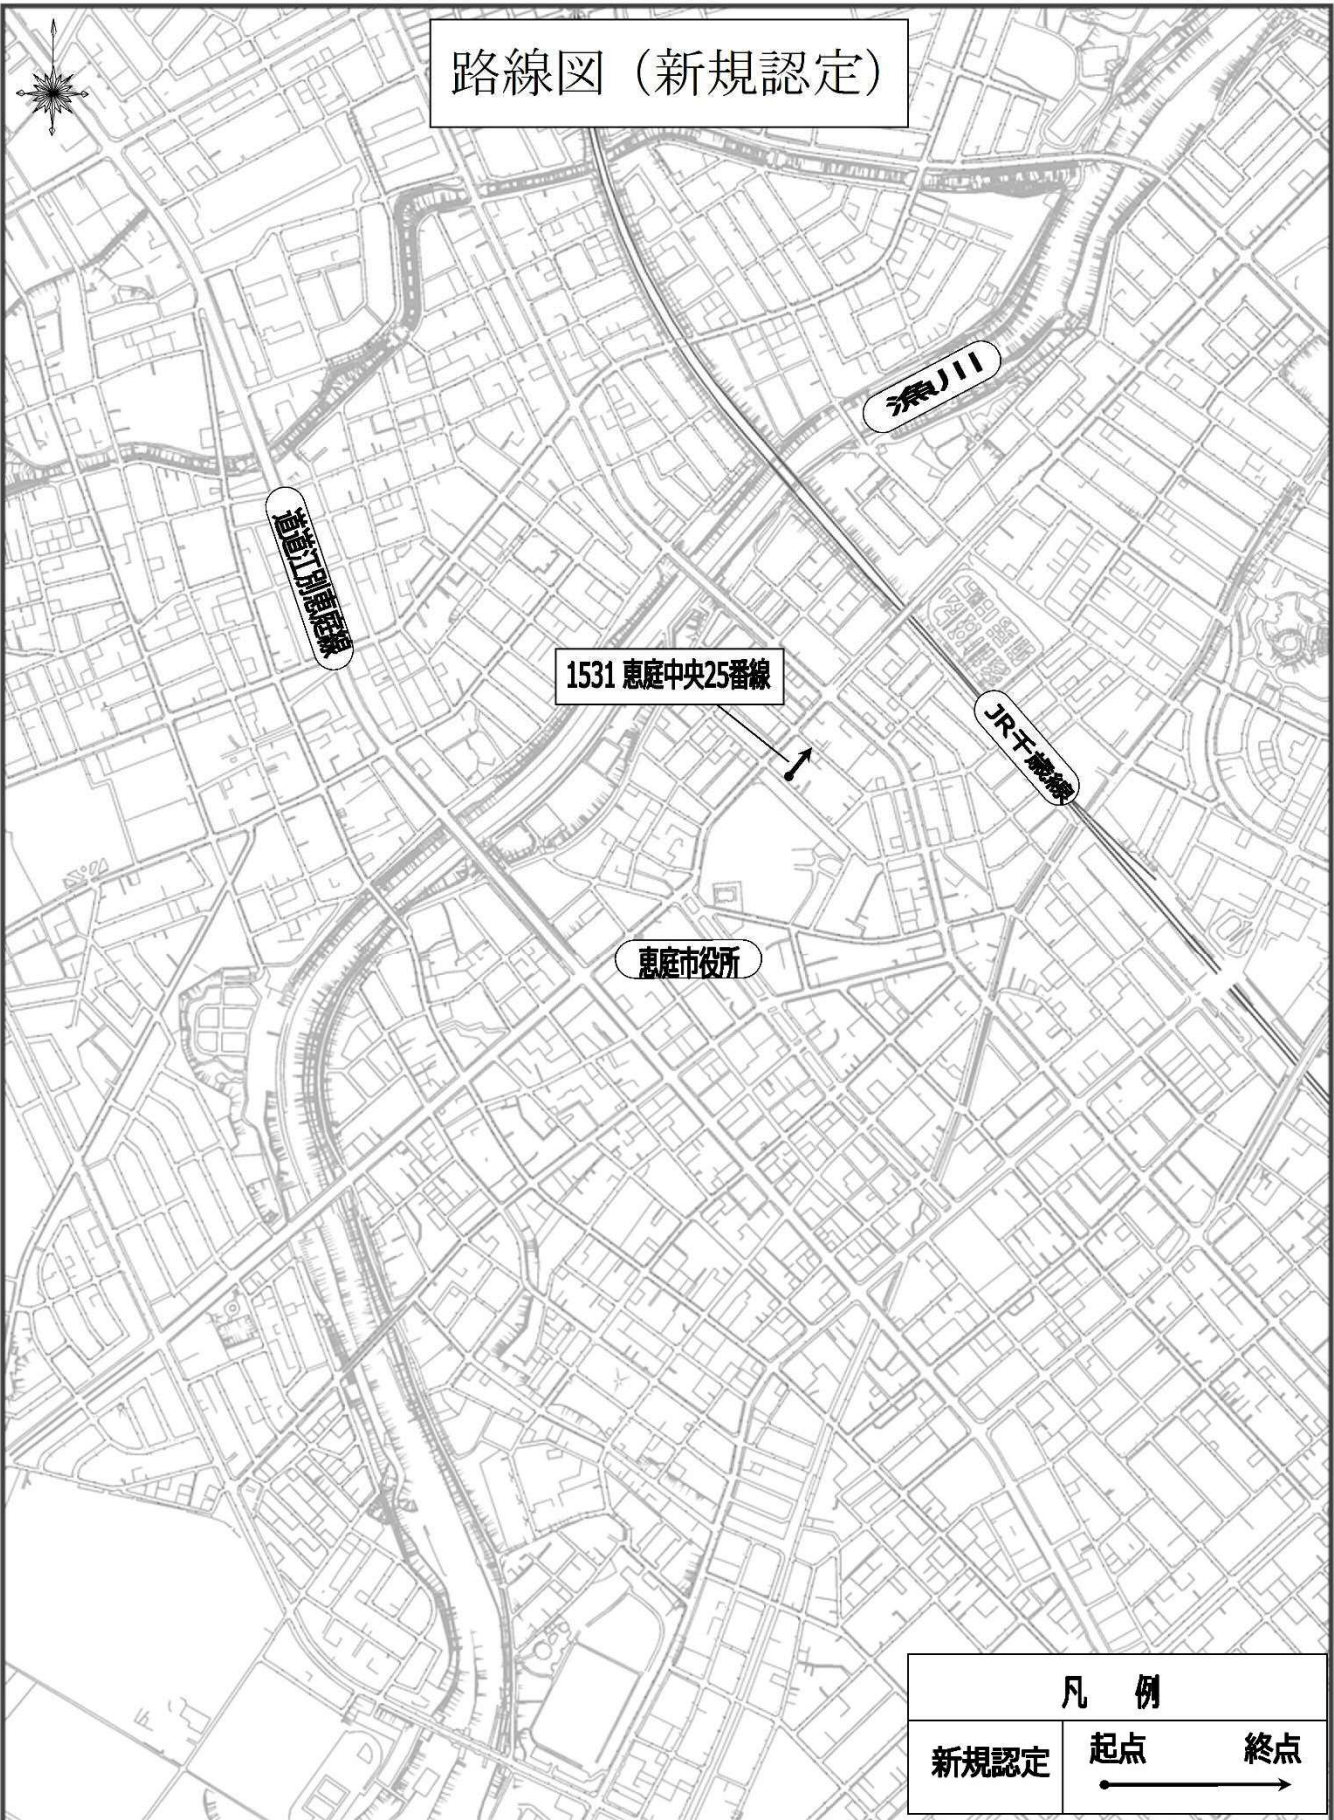 路線図（新規認定）
漁川
道道江別恵庭線
1531 恵庭中央25番線
JR千歳線
恵庭市役所
凡 例
新規認定
起点 終点